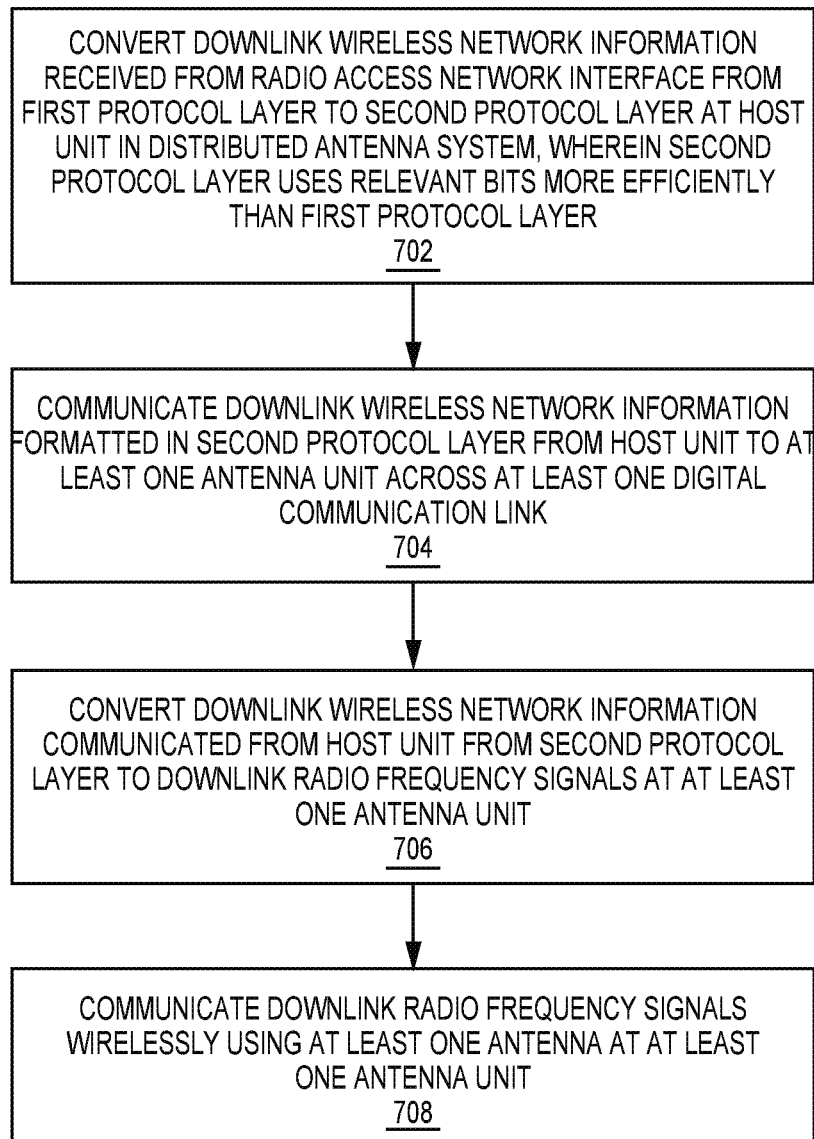 CONVERT DOWNLINK WIRELESS NETWORK INFORMATION
RECEIVED FROM RADIO ACCESS NETWORK INTERFACE FROM
FIRST PROTOCOL LAYER TO SECOND PROTOCOL LAYER AT HOST
UNIT IN DISTRIBUTED ANTENNA SYSTEM, WHEREIN SECOND
PROTOCOL LAYER USES RELEVANT BITS MORE EFFICIENTLY
THAN FIRST PROTOCOL LAYER
702
COMMUNICATE DOWNLINK WIRELESS NETWORK INFORMATION
FORMATTED IN SECOND PROTOCOL LAYER FROM HOST UNIT TO AT
LEAST ONE ANTENNA UNIT ACROSS AT LEAST ONE DIGITAL
COMMUNICATION LINK
704
CONVERT DOWNLINK WIRELESS NETWORK INFORMATION
COMMUNICATED FROM HOST UNIT FROM SECOND PROTOCOL
LAYER TO DOWNLINK RADIO FREQUENCY SIGNALS AT AT LEAST
ONE ANTENNA UNIT
706
COMMUNICATE DOWNLINK RADIO FREQUENCY SIGNALS
WIRELESSLY USING AT LEAST ONE ANTENNA AT AT LEAST
ONE ANTENNA UNIT
708